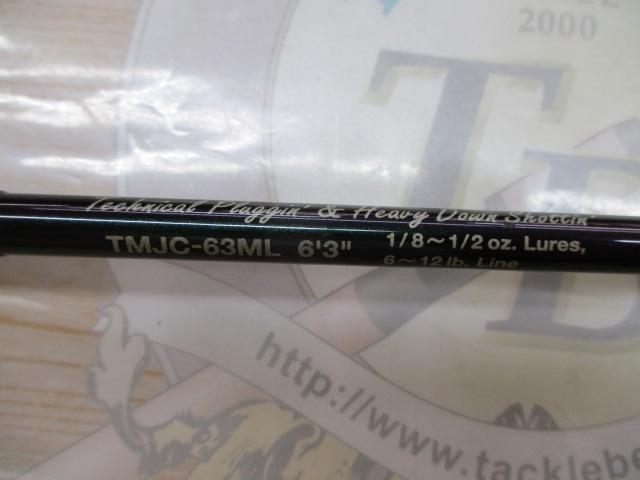 2000
TB
Technical Pluggin' & Heavy Down Shottin'
TMJC-63ML 6'3" 1/8~1/2 oz. Lures,
6~12 lb. Line
http://
www.tacklebe